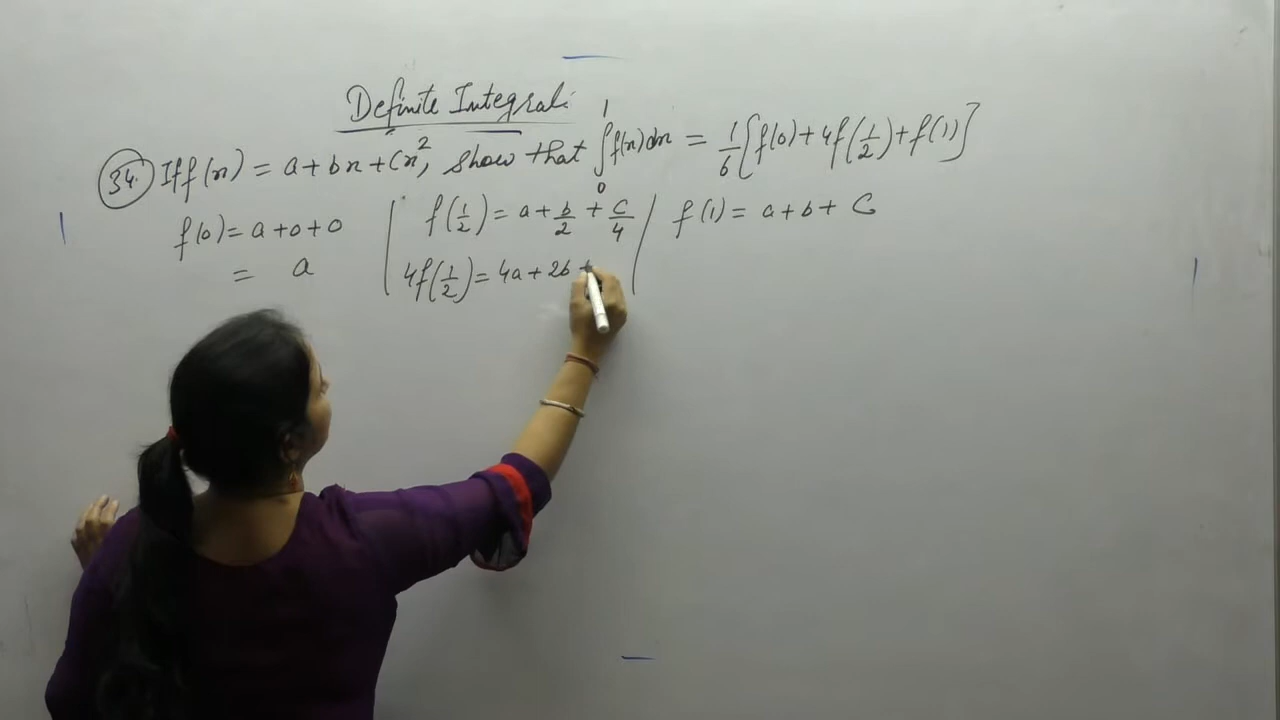 Definite Integral:
34. If f(x) = a + bx + cx², show that ∫₀¹ f(x)dx = 1/6 [f(0) + 4f(1/2) + f(1)]
f(0) = a + 0 + 0 | f(1/2) = a + b/2 + c/4 / f(1) = a + b + c
= a | 4f(1/2) = 4a + 2b +